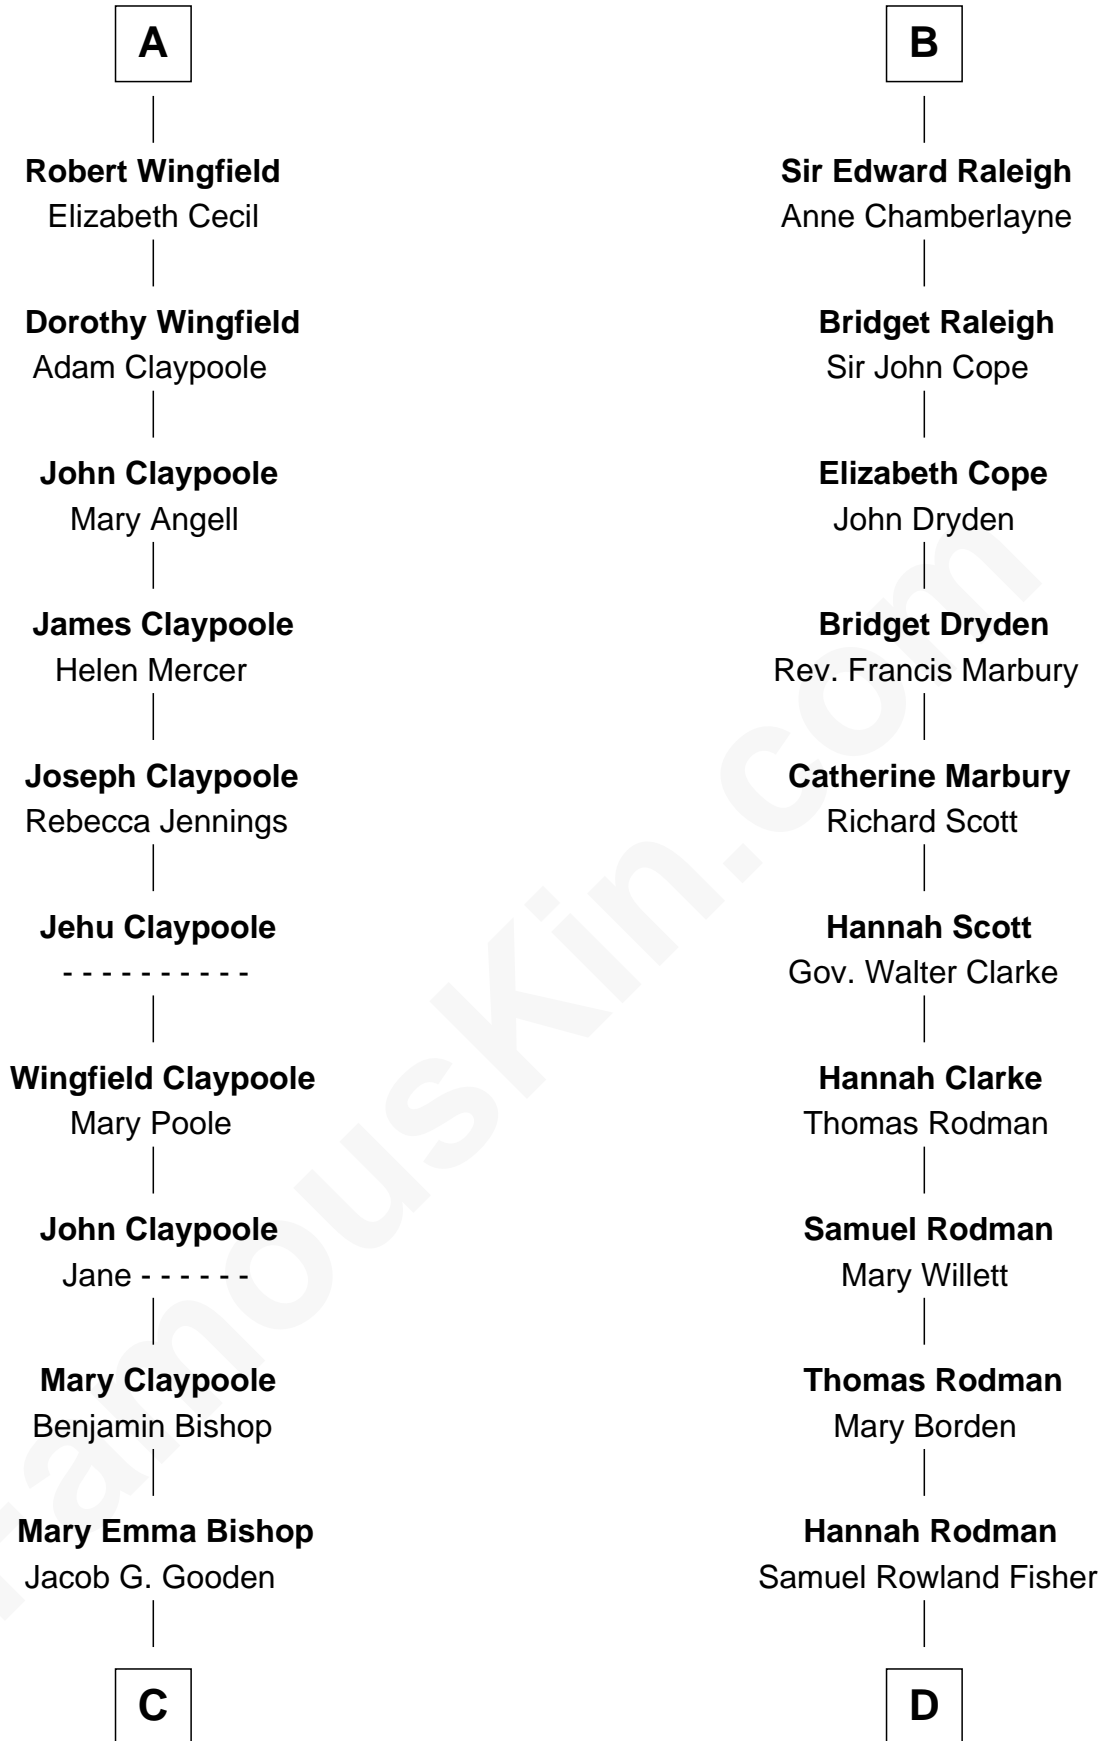 A
Robert Wingfield
Elizabeth Cecil
Dorothy Wingfield
Adam Claypoole
John Claypoole
Mary Angell
James Claypoole
Helen Mercer
Joseph Claypoole
Rebecca Jennings
Jehu Claypoole
- - - - - - - - - -
Wingfield Claypoole
Mary Poole
John Claypoole
Jane - - - - - -
Mary Claypoole
Benjamin Bishop
Mary Emma Bishop
Jacob G. Gooden
C
B
Sir Edward Raleigh
Anne Chamberlayne
Bridget Raleigh
Sir John Cope
Elizabeth Cope
John Dryden
Bridget Dryden
Rev. Francis Marbury
Catherine Marbury
Richard Scott
Hannah Scott
Gov. Walter Clarke
Hannah Clarke
Thomas Rodman
Samuel Rodman
Mary Willett
Thomas Rodman
Mary Borden
Hannah Rodman
Samuel Rowland Fisher
D
FamousKin.com